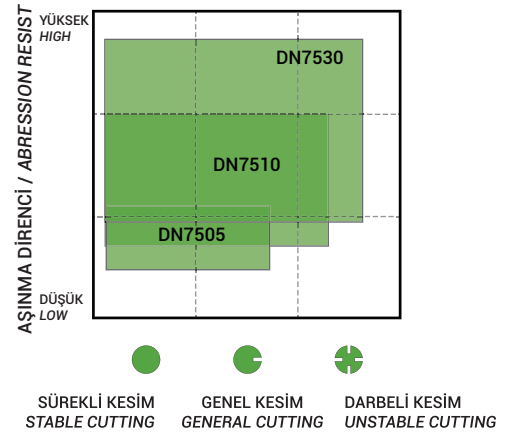 YÜKSEK
HIGH
AŞINMA DİRENCİ / ABRESSION RESIST
DN7530
DN7510
DN7505
DÜŞÜK
LOW
SÜREKLİ KESİM
STABLE CUTTING
GENEL KESİM
GENERAL CUTTING
DARBELİ KESİM
UNSTABLE CUTTING